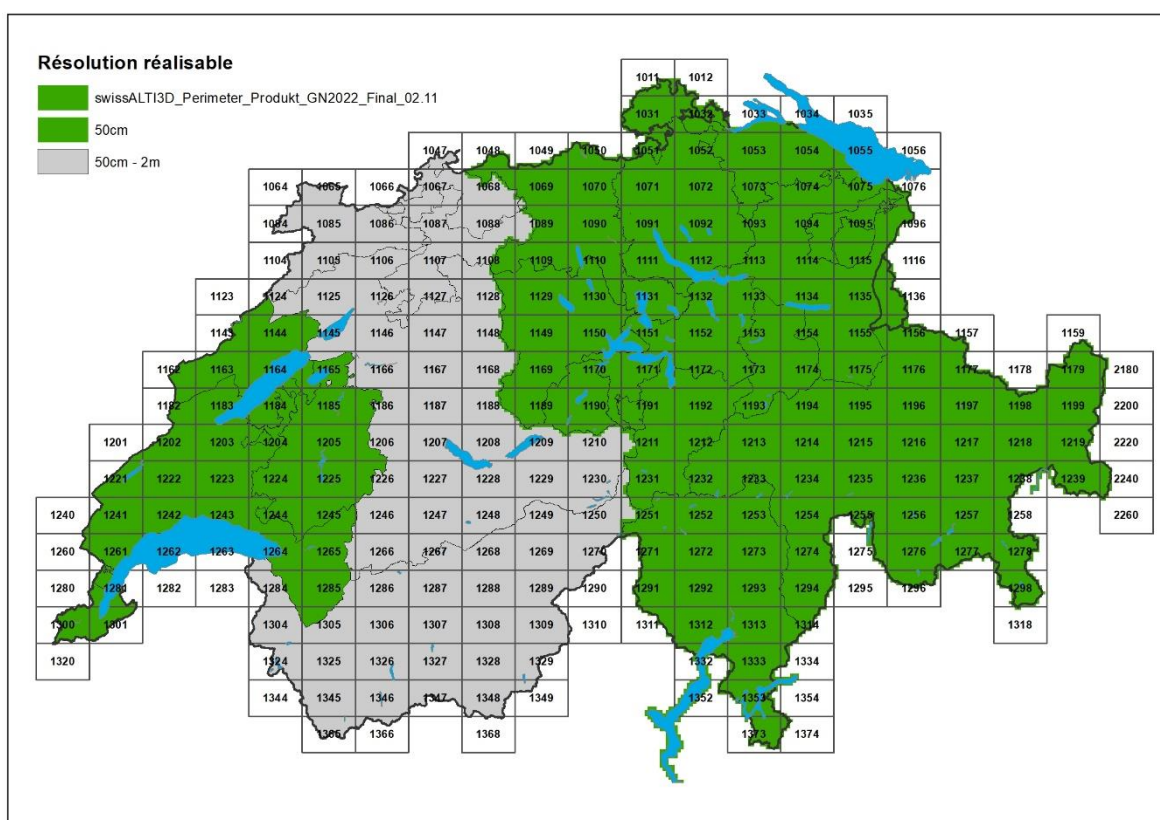 Résolution réalisable
swissALTI3D_Perimeter_Produkt_GN2022_Final_02.11
50cm
50cm - 2m
1011 1012
1031 1032 1033 1034 1035
1047 1048 1049 1050 1051 1052 1053 1054 1055 1056
1064 1065 1066 1067 1068 1069 1070 1071 1072 1073 1074 1075 1076
1084 1085 1086 1087 1088 1089 1090 1091 1092 1093 1094 1095 1096
1104 1105 1106 1107 1108 1109 1110 1111 1112 1113 1114 1115 1116
1123 1124 1125 1126 1127 1128 1129 1130 1131 1132 1133 1134 1135 1136
1143 1144 1145 1146 1147 1148 1149 1150 1151 1152 1153 1154 1155 1156 1157 1159
1162 1163 1164 1165 1166 1167 1168 1169 1170 1171 1172 1173 1174 1175 1176 1177 1178 1179 2180
1182 1183 1184 1185 1186 1187 1188 1189 1190 1191 1192 1193 1194 1195 1196 1197 1198 1199 2200
1201 1202 1203 1204 1205 1206 1207 1208 1209 1210 1211 1212 1213 1214 1215 1216 1217 1218 1219 2220
1221 1222 1223 1224 1225 1226 1227 1228 1229 1230 1231 1232 1233 1234 1235 1236 1237 1238 1239 2240
1240 1241 1242 1243 1244 1245 1246 1247 1248 1249 1250 1251 1252 1253 1254 1255 1256 1257 1258 2260
1260 1261 1262 1263 1264 1265 1266 1267 1268 1269 1270 1271 1272 1273 1274 1275 1276 1277 1278
1280 1281 1282 1283 1284 1285 1286 1287 1288 1289 1290 1291 1292 1293 1294 1295 1296 1298
1300 1301 1304 1305 1306 1307 1308 1309 1310 1311 1312 1313 1314 1318
1320 1324 1325 1326 1327 1328 1329 1332 1333 1334
1344 1345 1346 1347 1348 1349 1352 1353 1354
1365 1366 1368 1373 1374